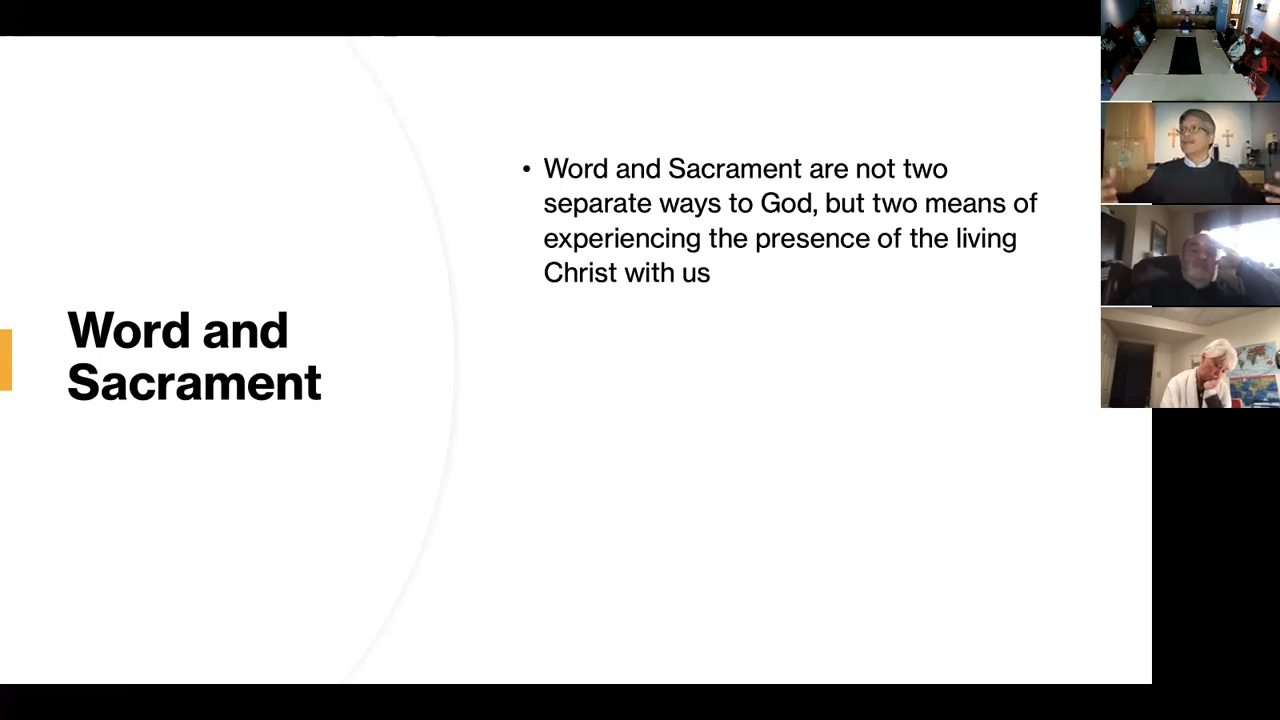 Word and
Sacrament
• Word and Sacrament are not two
separate ways to God, but two means of
experiencing the presence of the living
Christ with us